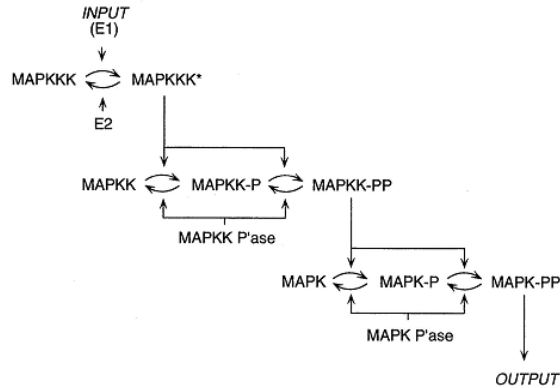 INPUT
(E1)
MAPKKK MAPKKK*
E2
MAPKK MAPKK-P MAPKK-PP
MAPKK P'ase
MAPK MAPK-P MAPK-PP
MAPK P'ase
OUTPUT